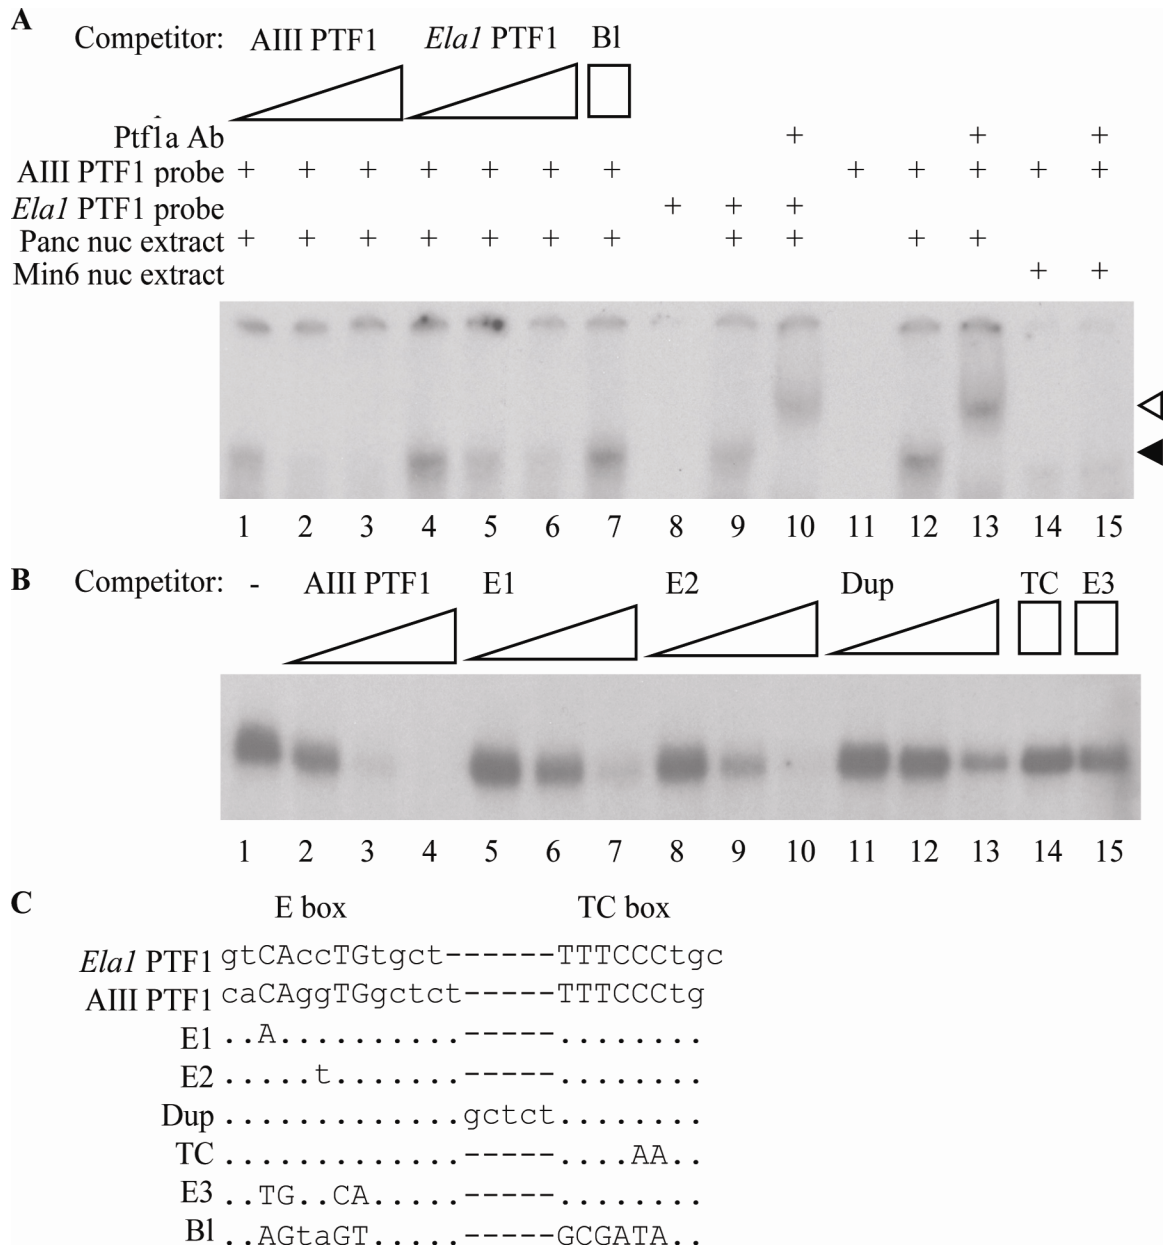 A
Competitor: AIII PTF1 Ela1 PTF1 Bl
Ptf1a Ab + + +
AIII PTF1 probe + + + + + + + + + + + +
Ela1 PTF1 probe + + +
Panc nuc extract + + + + + + + + + + +
Min6 nuc extract + +
1 2 3 4 5 6 7 8 9 10 11 12 13 14 15
B Competitor: - AIII PTF1 E1 E2 Dup TC E3
1 2 3 4 5 6 7 8 9 10 11 12 13 14 15
C
E box TC box
Ela1 PTF1 gtCAccTGtgct------TTTCCCtgc
AIII PTF1 caCAggTGgctct-----TTTCCCtg
E1 ..A..........-----........
E2 .....t.......-----........
Dup .............gctct........
TC .............-----....AA..
E3 ..TG..CA.....-----........
Bl ..AGtaGT.....-----GCGATA..